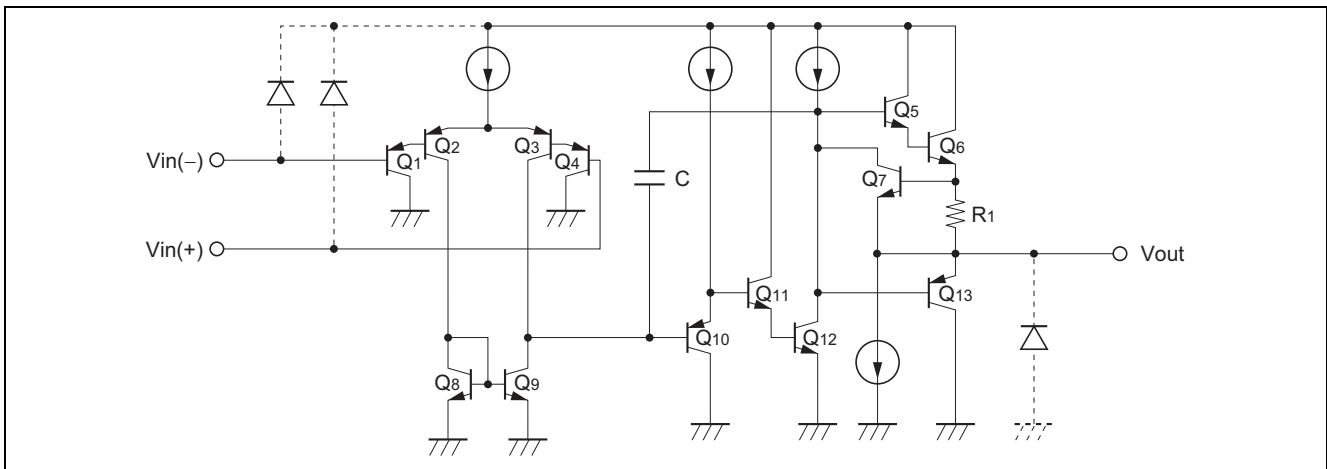 Q5
Q1
Q2
Q3
Q4
Q6
Vin(−)
C
Q7
R1
Vin(+)
Vout
Q11
Q13
Q10
Q12
Q8
Q9